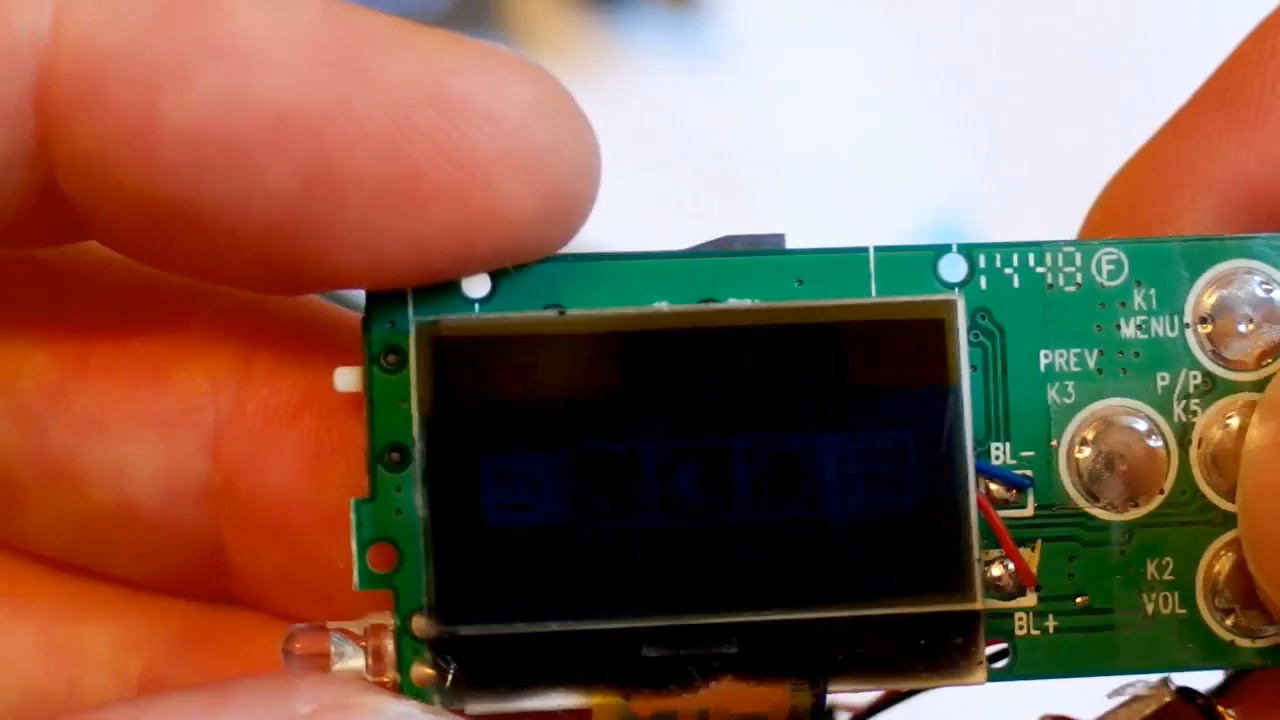 1448 F
K1
MENU
PREV
K3
P/P
K5
BL-
K2
VOL
BL+